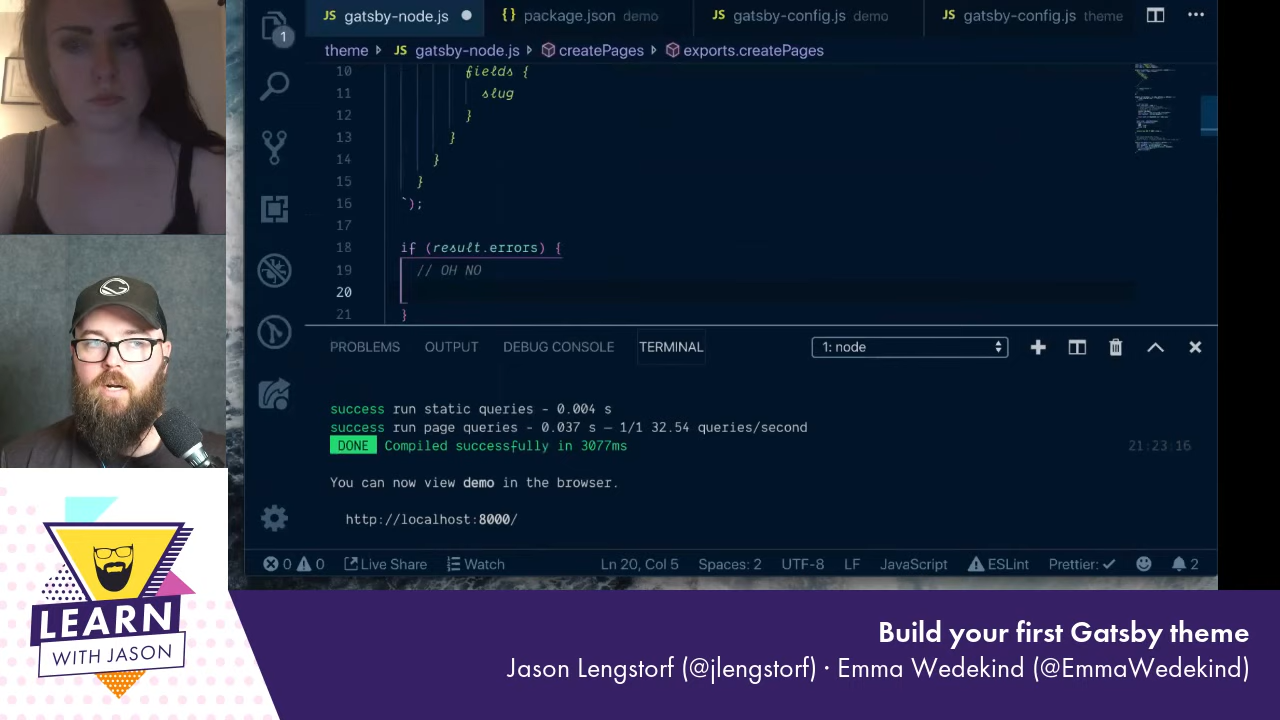 1
JS gatsby-node.js
{} package.json demo
JS gatsby-config.js demo
JS gatsby-config.js theme
theme JS gatsby-node.js createPages exports.createPages
10 fields {
11 slug
12 }
13 }
14 }
15 }
16 `);
17
18 if (result.errors) {
19 // OH NO
20
21 }
PROBLEMS OUTPUT DEBUG CONSOLE TERMINAL 1: node
success run static queries - 0.004 s
success run page queries - 0.037 s — 1/1 32.54 queries/second
DONE Compiled successfully in 3077ms 21:23:16
You can now view demo in the browser.
http://localhost:8000/
0 0 Live Share Watch Ln 20, Col 5 Spaces: 2 UTF-8 LF JavaScript ESLint Prettier: ✓ 2
LEARN
WITH JASON
Build your first Gatsby theme
Jason Lengstorf (@jlengstorf) · Emma Wedekind (@EmmaWedekind)